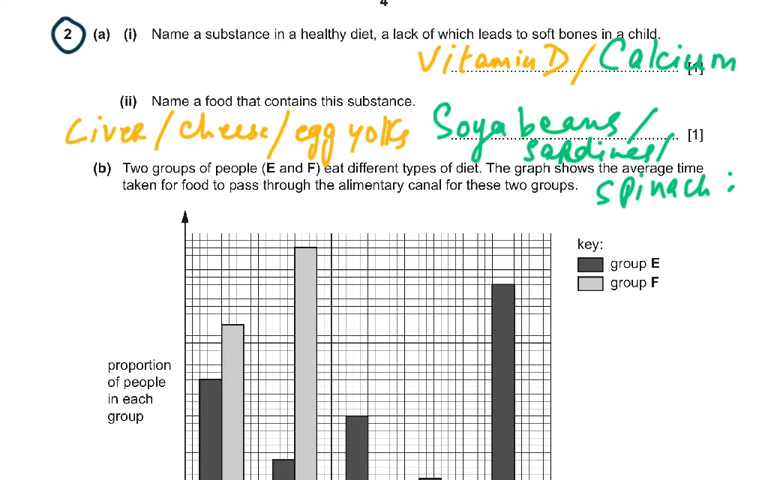 4
2 (a) (i) Name a substance in a healthy diet, a lack of which leads to soft bones in a child.
Vitamin D / Calcium [1]
(ii) Name a food that contains this substance.
Liver / cheese / egg yolks Soya beans / [1]
Sardines /
(b) Two groups of people (E and F) eat different types of diet. The graph shows the average time
taken for food to pass through the alimentary canal for these two groups.
Spinach :
key:
group E
group F
proportion
of people
in each
group